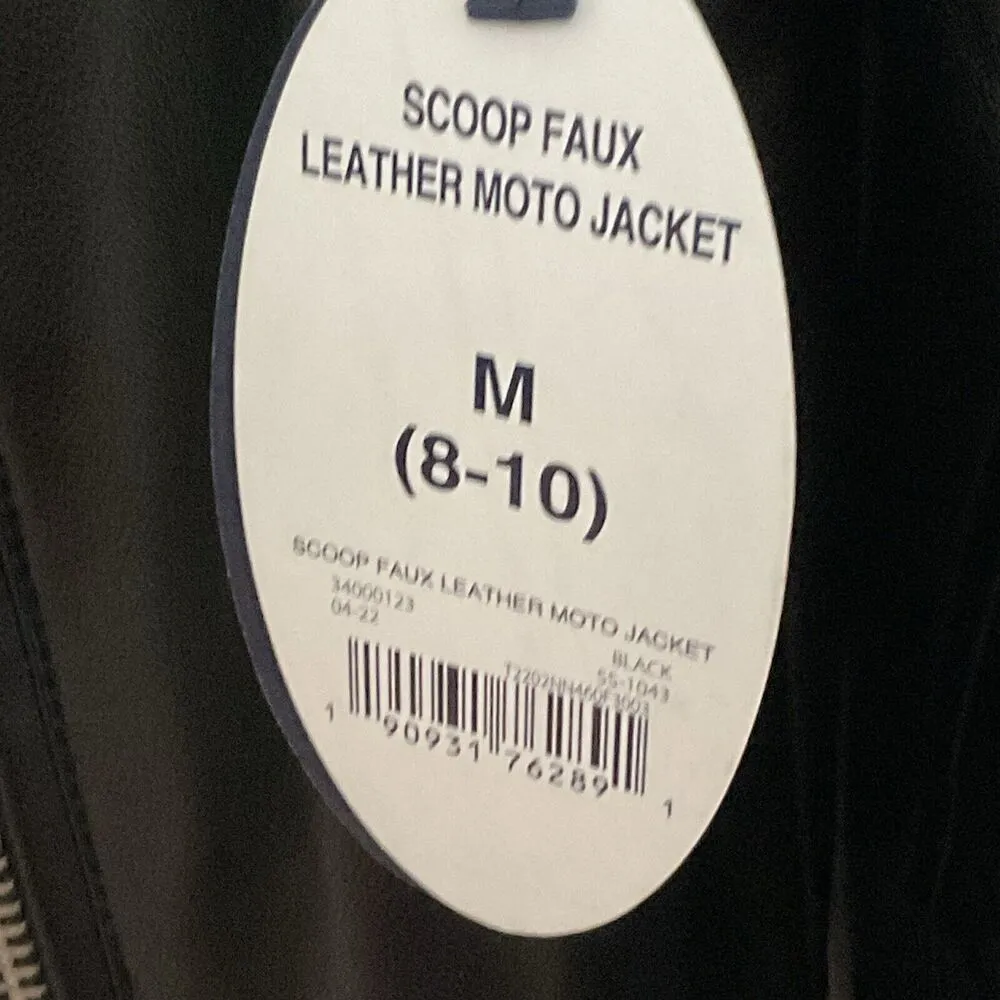 SCOOP FAUX
LEATHER MOTO JACKET
M
(8-10)
SCOOP FAUX LEATHER MOTO JACKET
34000123
BLACK
04-22
SS-1043
1 90931 76289 1